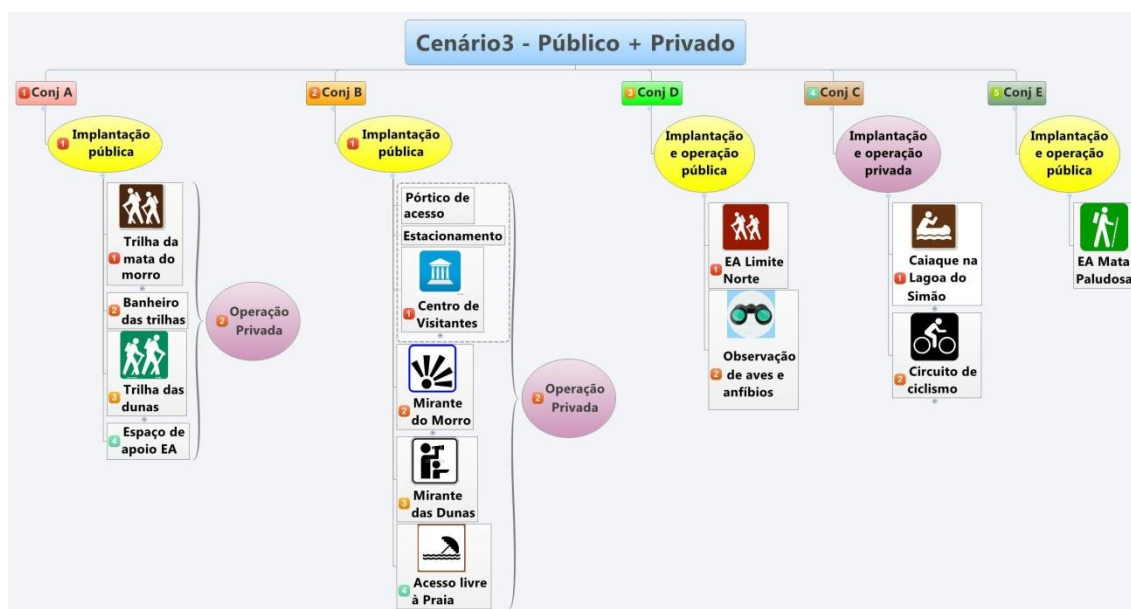 Cenário3 - Público + Privado
1 Conj A
1 Implantação
pública
Trilha da
1 mata do
morro
2 Banheiro
das trilhas
3 Trilha das
dunas
4 Espaço de
apoio EA
2 Operação
Privada
2 Conj B
1 Implantação
pública
Pórtico de
acesso
Estacionamento
1 Centro de
Visitantes
2 Mirante
do Morro
3 Mirante
das Dunas
4 Acesso livre
à Praia
2 Operação
Privada
3 Conj D
Implantação
e operação
pública
1 EA Limite
Norte
Observação
2 de aves e
anfíbios
4 Conj C
Implantação
e operação
privada
Caiaque na
1 Lagoa do
Simão
2 Circuito de
ciclismo
5 Conj E
Implantação
e operação
pública
EA Mata
Paludosa